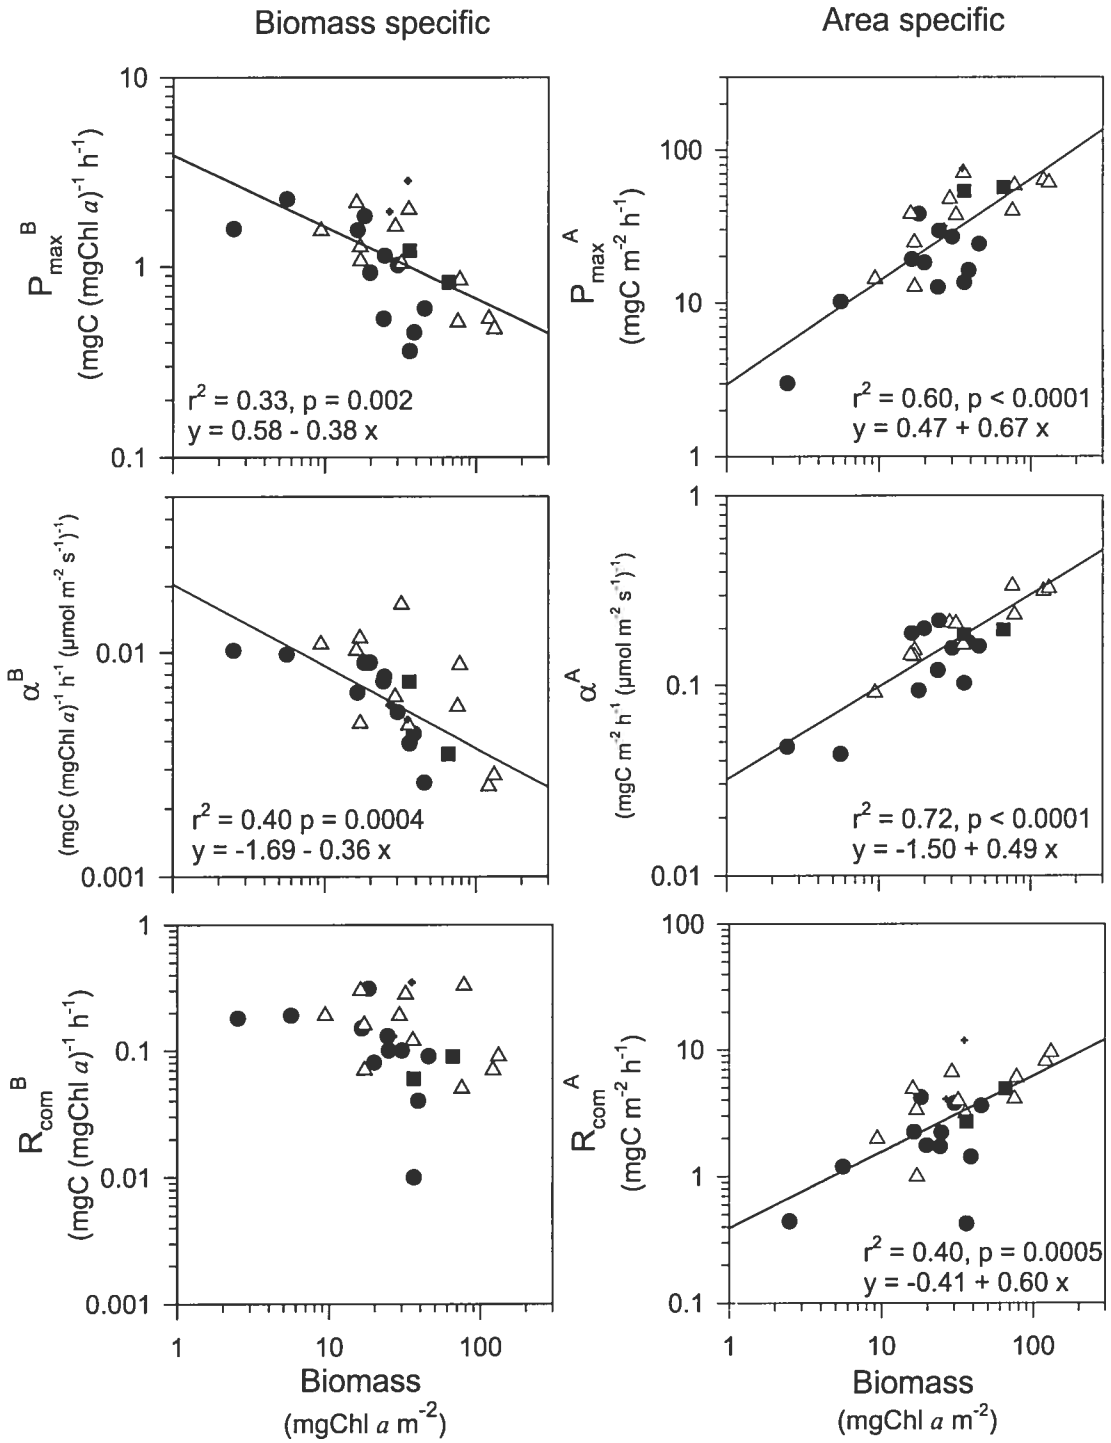 Biomass specific
Area specific
10
1
0.1
P_max^B
(mgC (mgChl a)^-1 h^-1)
r² = 0.33, p = 0.002
y = 0.58 - 0.38 x
100
10
1
P_max^A
(mgC m^-2 h^-1)
r² = 0.60, p < 0.0001
y = 0.47 + 0.67 x
0.01
0.001
α^B
(mgC (mgChl a)^-1 h^-1 (μmol m^-2 s^-1)^-1)
r² = 0.40 p = 0.0004
y = -1.69 - 0.36 x
1
0.1
0.01
α^A
(mgC m^-2 h^-1 (μmol m^-2 s^-1)^-1)
r² = 0.72, p < 0.0001
y = -1.50 + 0.49 x
1
0.1
0.01
0.001
R_com^B
(mgC (mgChl a)^-1 h^-1)
1 10 100
Biomass
(mgChl a m^-2)
100
10
1
0.1
R_com^A
(mgC m^-2 h^-1)
r² = 0.40, p = 0.0005
y = -0.41 + 0.60 x
1 10 100
Biomass
(mgChl a m^-2)